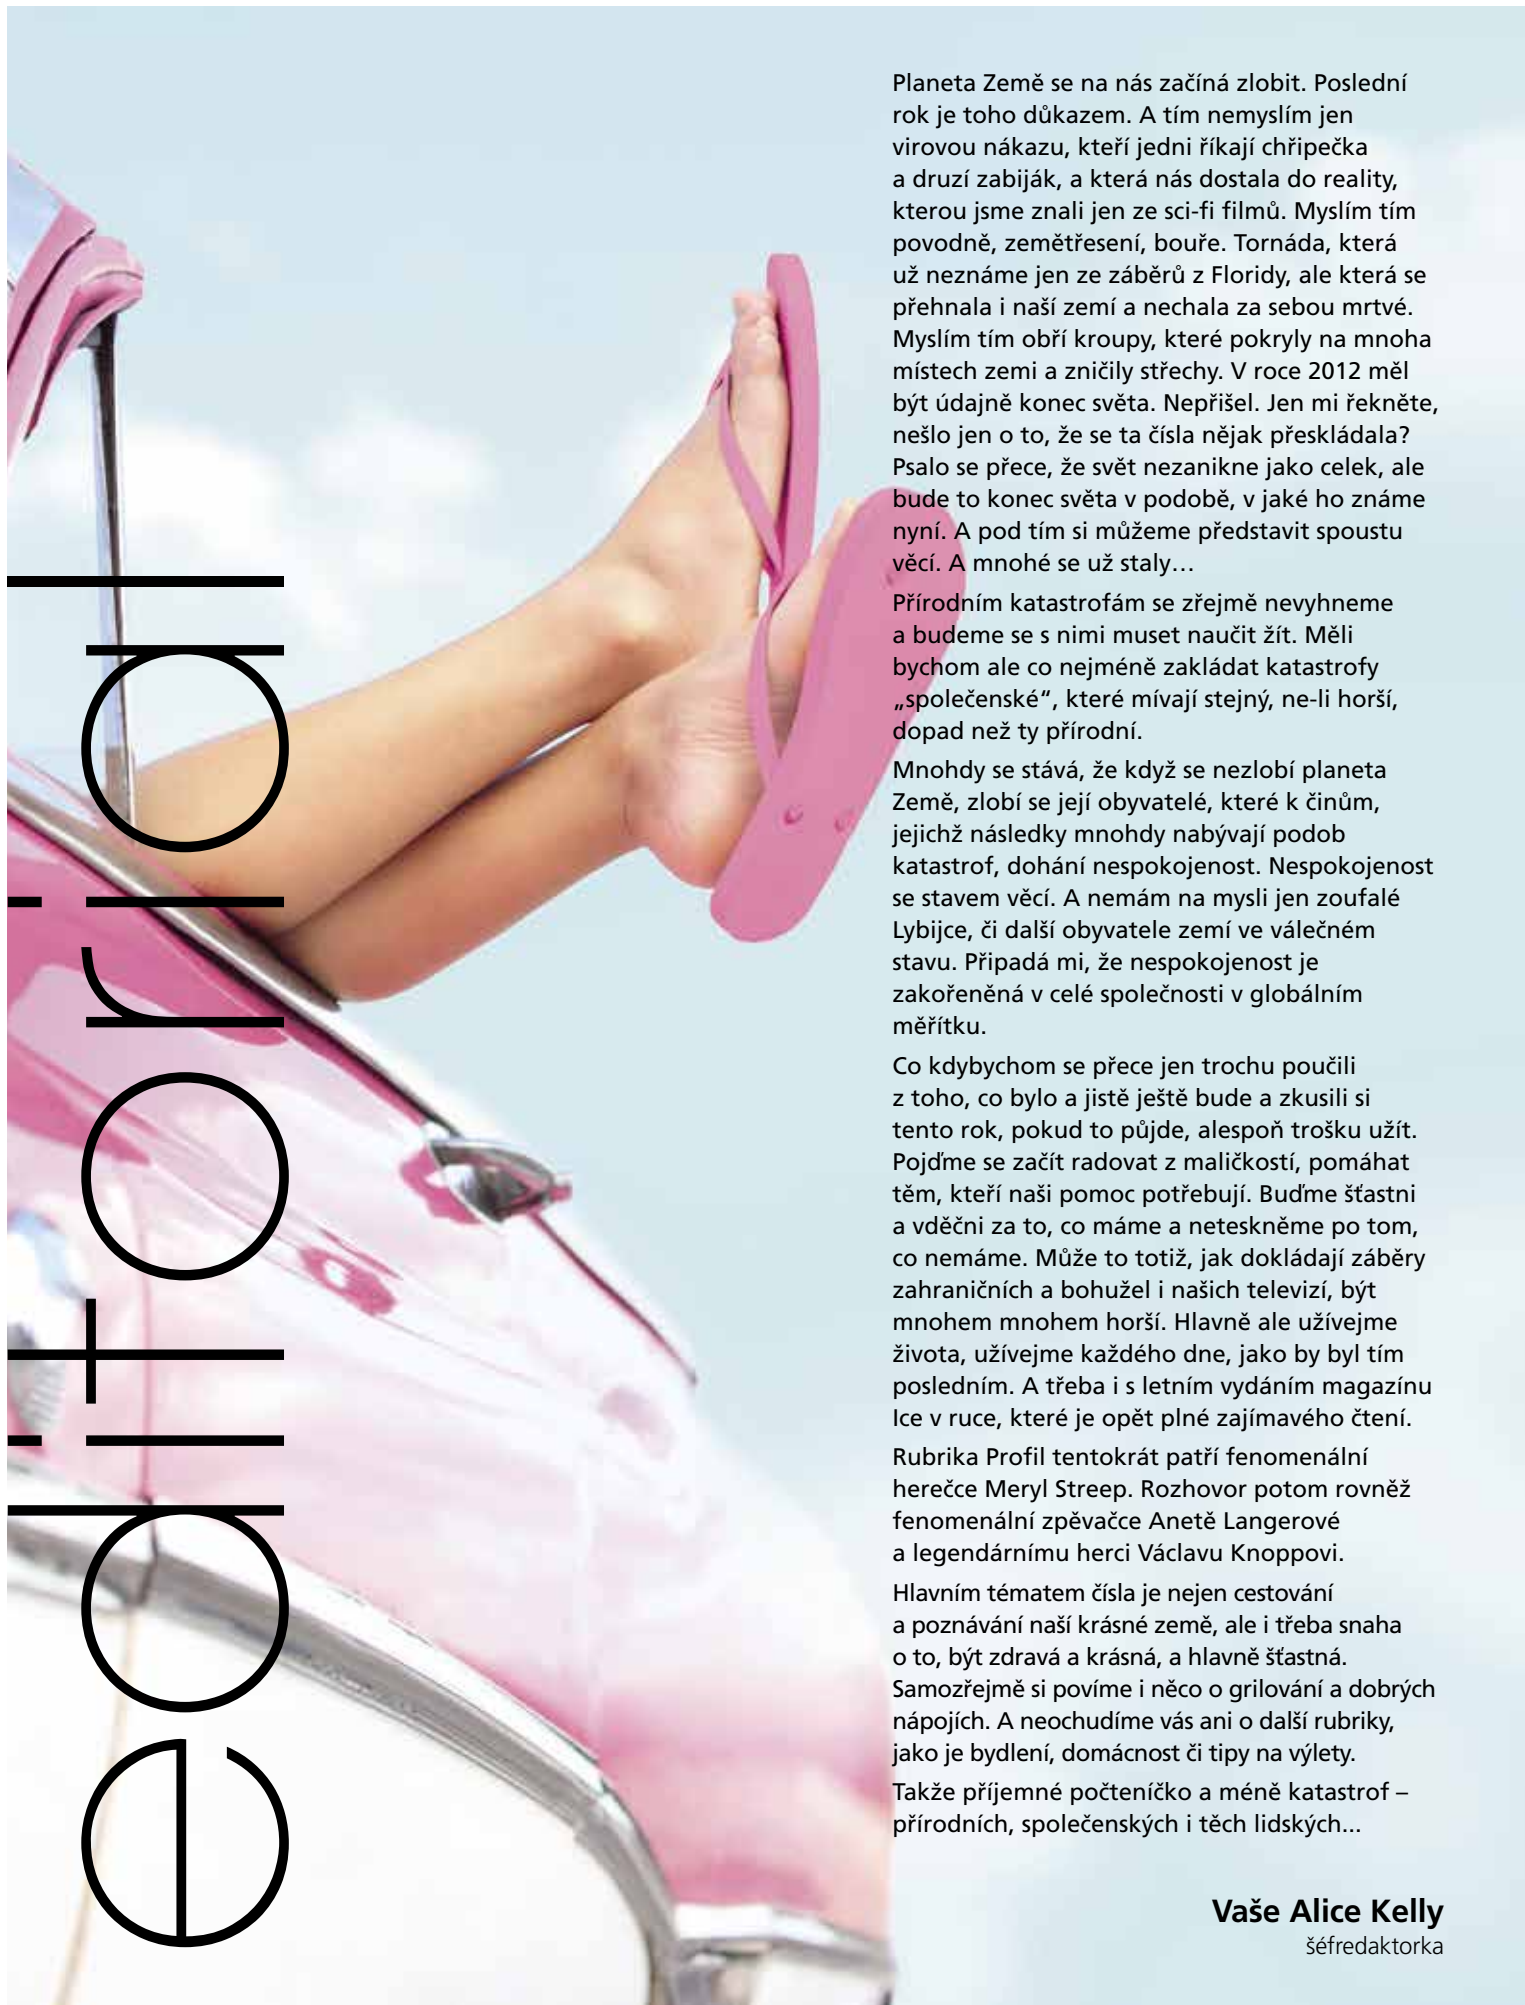 editorial
Planeta Země se na nás začíná zlobit. Poslední
rok je toho důkazem. A tím nemyslím jen
virovou nákazu, kteří jedni říkají chřipečka
a druzí zabiják, a která nás dostala do reality,
kterou jsme znali jen ze sci-fi filmů. Myslím tím
povodně, zemětřesení, bouře. Tornáda, která
už neznáme jen ze záběrů z Floridy, ale která se
přehnala i naší zemí a nechala za sebou mrtvé.
Myslím tím obří kroupy, které pokryly na mnoha
místech zemi a zničily střechy. V roce 2012 měl
být údajně konec světa. Nepřišel. Jen mi řekněte,
nešlo jen o to, že se ta čísla nějak přeskládala?
Psalo se přece, že svět nezanikne jako celek, ale
bude to konec světa v podobě, v jaké ho známe
nyní. A pod tím si můžeme představit spoustu
věcí. A mnohé se už staly…
Přírodním katastrofám se zřejmě nevyhneme
a budeme se s nimi muset naučit žít. Měli
bychom ale co nejméně zakládat katastrofy
„společenské“, které mívají stejný, ne-li horší,
dopad než ty přírodní.
Mnohdy se stává, že když se nezlobí planeta
Země, zlobí se její obyvatelé, které k činům,
jejichž následky mnohdy nabývají podob
katastrof, dohání nespokojenost. Nespokojenost
se stavem věcí. A nemám na mysli jen zoufalé
Lybijce, či další obyvatele zemí ve válečném
stavu. Připadá mi, že nespokojenost je
zakořeněná v celé společnosti v globálním
měřítku.
Co kdybychom se přece jen trochu poučili
z toho, co bylo a jistě ještě bude a zkusili si
tento rok, pokud to půjde, alespoň trošku užít.
Pojďme se začít radovat z maličkostí, pomáhat
těm, kteří naši pomoc potřebují. Buďme šťastni
a vděčni za to, co máme a neteskněme po tom,
co nemáme. Může to totiž, jak dokládají záběry
zahraničních a bohužel i našich televizí, být
mnohem mnohem horší. Hlavně ale užívejme
života, užívejme každého dne, jako by byl tím
posledním. A třeba i s letním vydáním magazínu
Ice v ruce, které je opět plné zajímavého čtení.
Rubrika Profil tentokrát patří fenomenální
herečce Meryl Streep. Rozhovor potom rovněž
fenomenální zpěvačce Anetě Langerové
a legendárnímu herci Václavu Knoppovi.
Hlavním tématem čísla je nejen cestování
a poznávání naší krásné země, ale i třeba snaha
o to, být zdravá a krásná, a hlavně šťastná.
Samozřejmě si povíme i něco o grilování a dobrých
nápojích. A neochudíme vás ani o další rubriky,
jako je bydlení, domácnost či tipy na výlety.
Takže příjemné počteníčko a méně katastrof –
přírodních, společenských i těch lidských...
Vaše Alice Kelly
šéfredaktorka